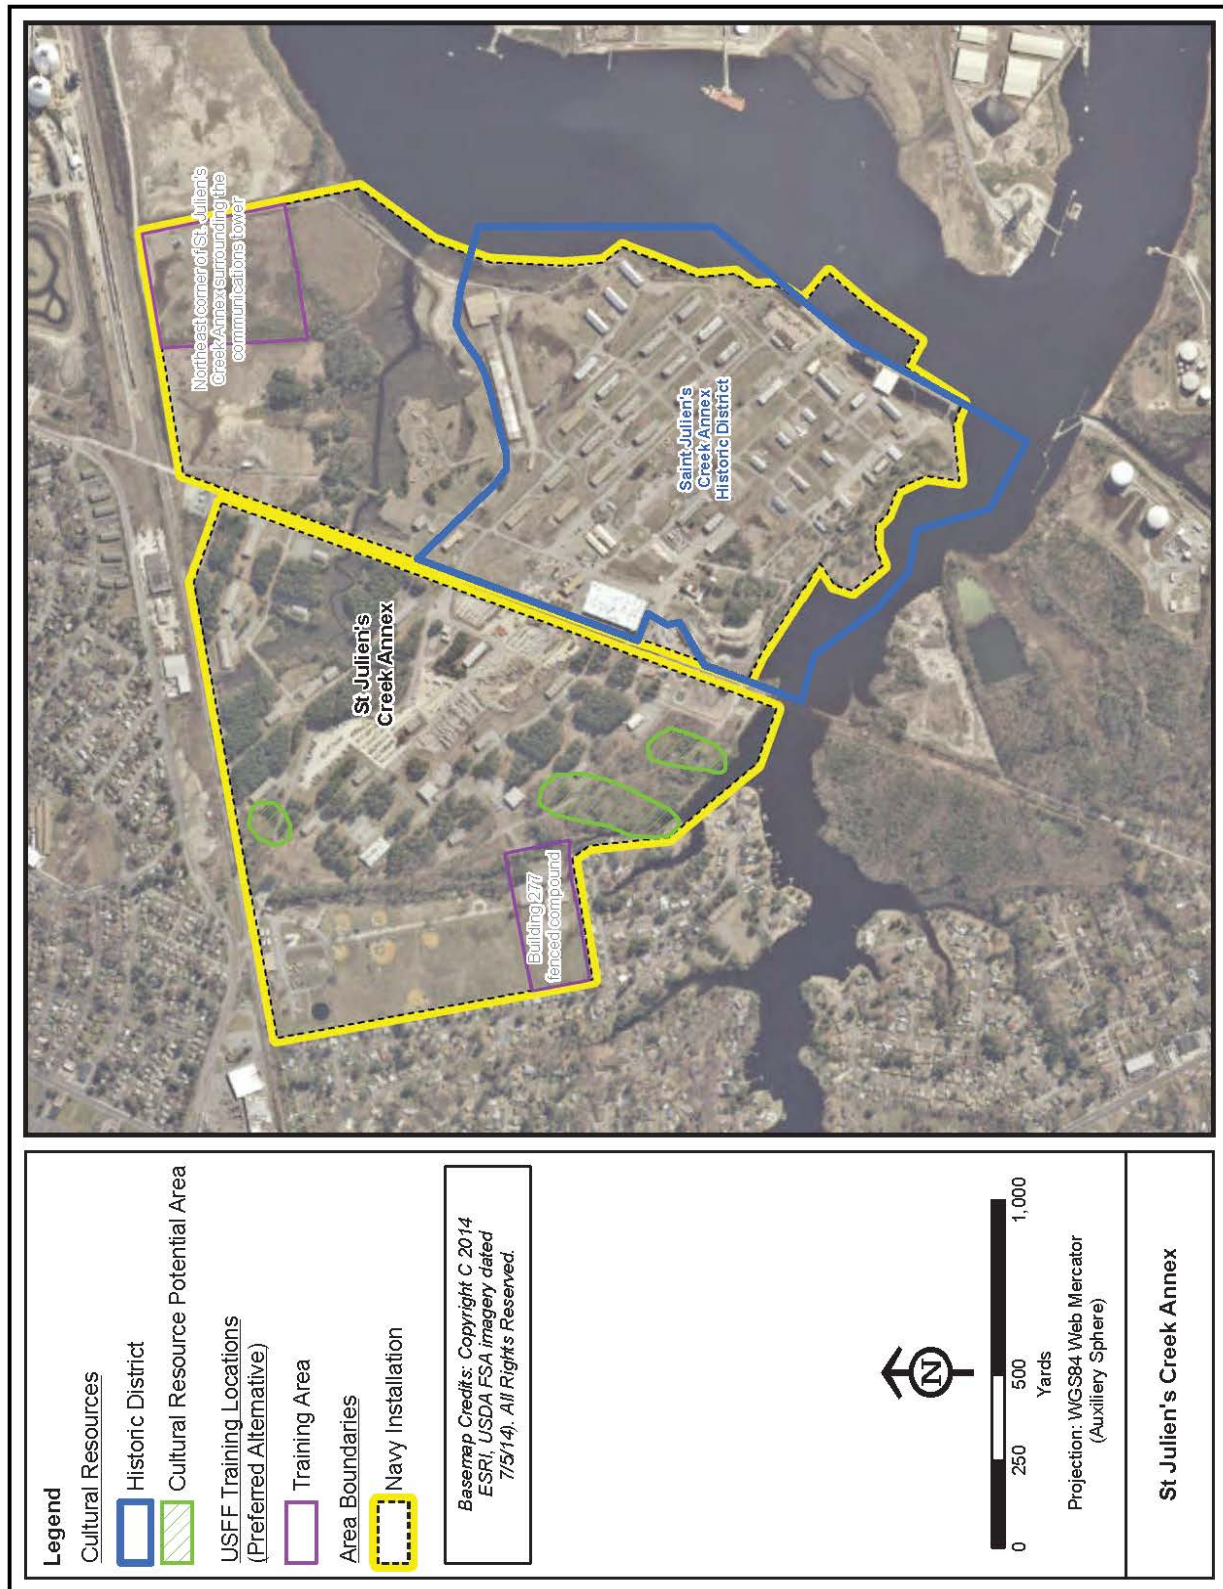 Legend
Cultural Resources
Historic District
Cultural Resource Potential Area
USFF Training Locations
(Preferred Alternative)
Training Area
Area Boundaries
Navy Installation
Basemap Credits: Copyright C 2014
ESRI, USDA FSA imagery dated
7/5/14). All Rights Reserved.
N
0 250 500 1,000
Yards
Projection: WGS84 Web Mercator
(Auxiliery Sphere)
St Julien's Creek Annex
Northeast corner of St. Julien's
Creek Annex surrounding the
communications tower
St Julien's
Creek Annex
Building 277
fenced compound
Saint Julien's
Creek Annex
Historic District